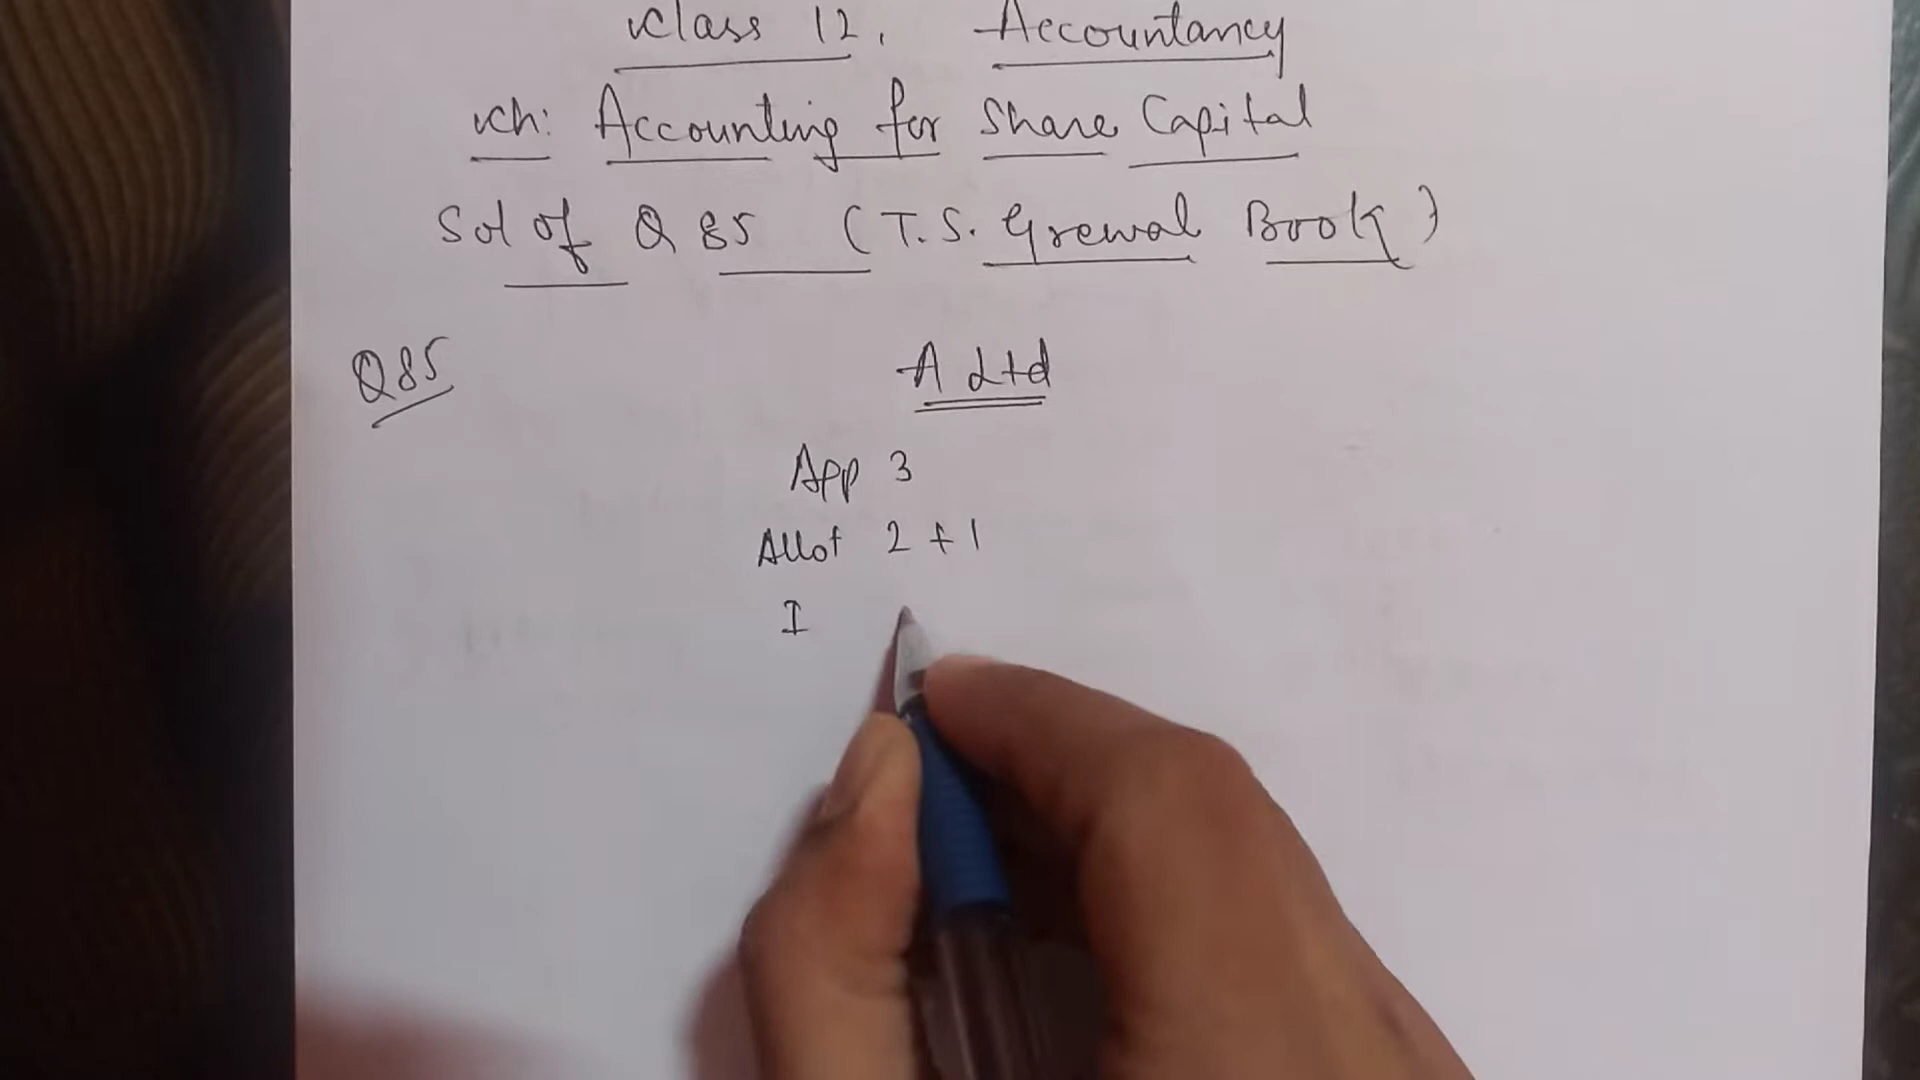 Class 12, Accountancy
Ch: Accounting for Share Capital
Sol of Q 85 (T.S. Grewal Book)
Q85 A Ltd
App 3
Allot 2 + 1
I